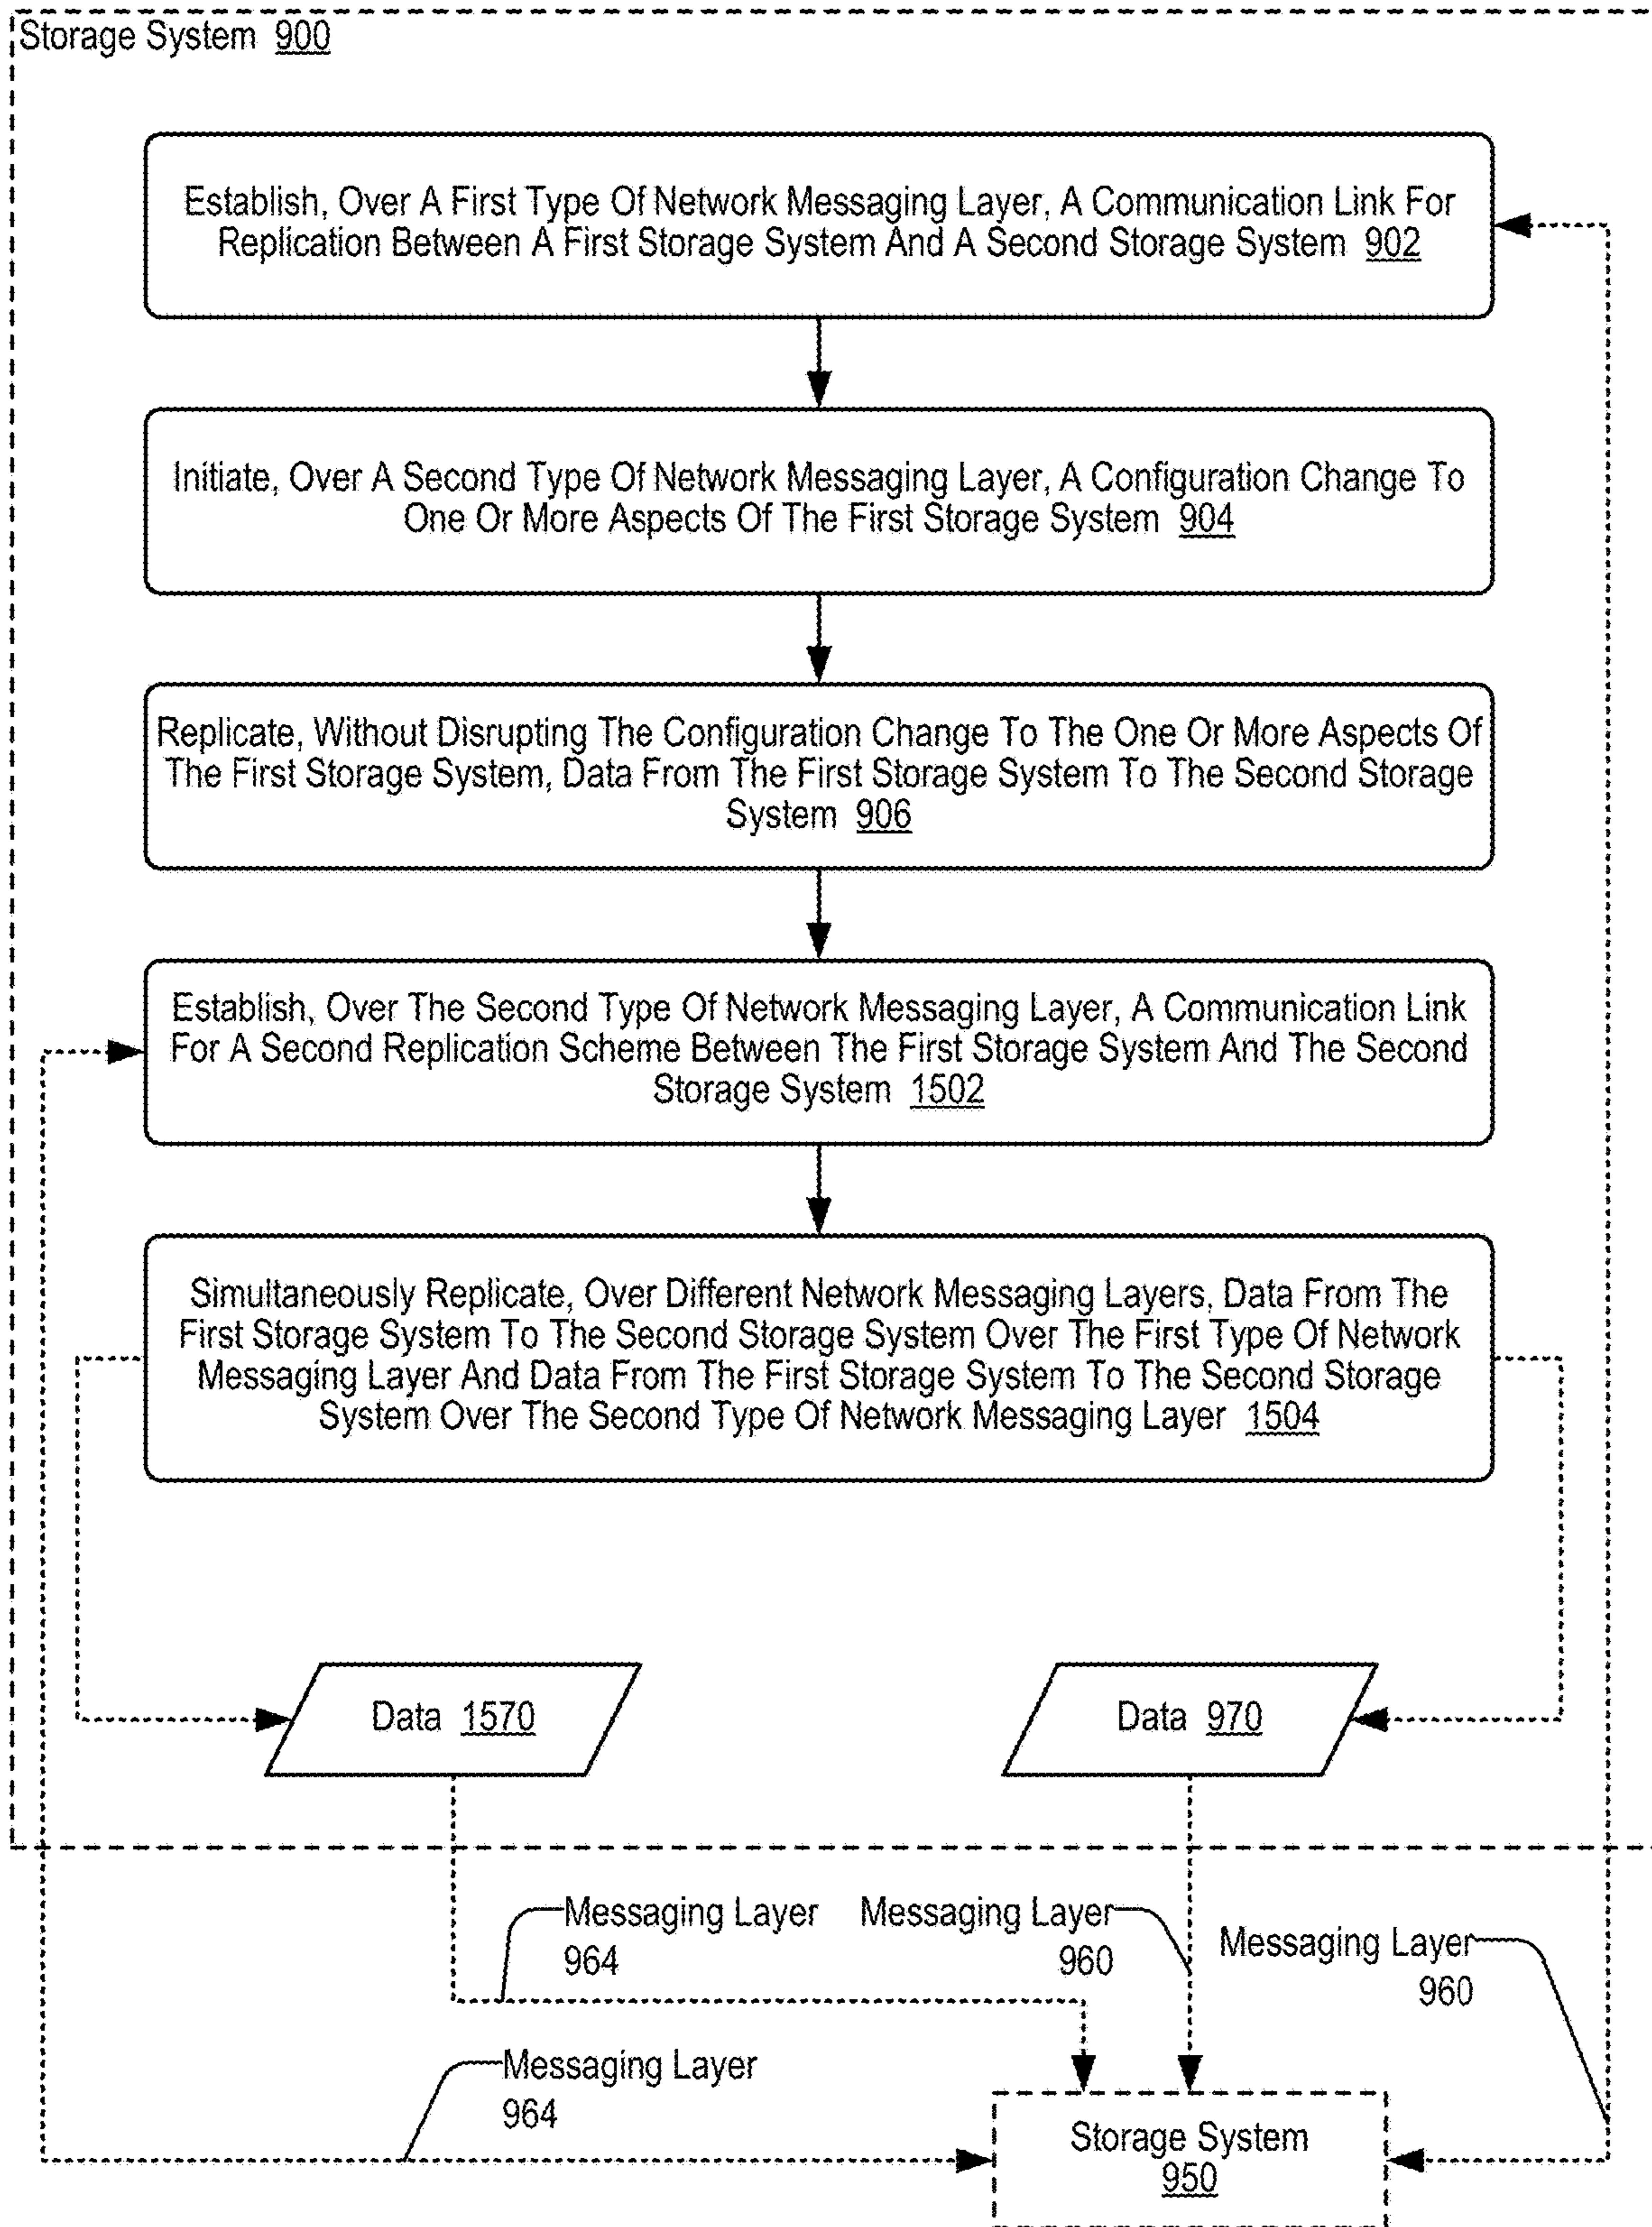 Storage System 900
Establish, Over A First Type Of Network Messaging Layer, A Communication Link For
Replication Between A First Storage System And A Second Storage System 902
Initiate, Over A Second Type Of Network Messaging Layer, A Configuration Change To
One Or More Aspects Of The First Storage System 904
Replicate, Without Disrupting The Configuration Change To The One Or More Aspects Of
The First Storage System, Data From The First Storage System To The Second Storage
System 906
Establish, Over The Second Type Of Network Messaging Layer, A Communication Link
For A Second Replication Scheme Between The First Storage System And The Second
Storage System 1502
Simultaneously Replicate, Over Different Network Messaging Layers, Data From The
First Storage System To The Second Storage System Over The First Type Of Network
Messaging Layer And Data From The First Storage System To The Second Storage
System Over The Second Type Of Network Messaging Layer 1504
Data 1570
Data 970
Messaging Layer
964
Messaging Layer
960
Messaging Layer
960
Messaging Layer
964
Storage System
950